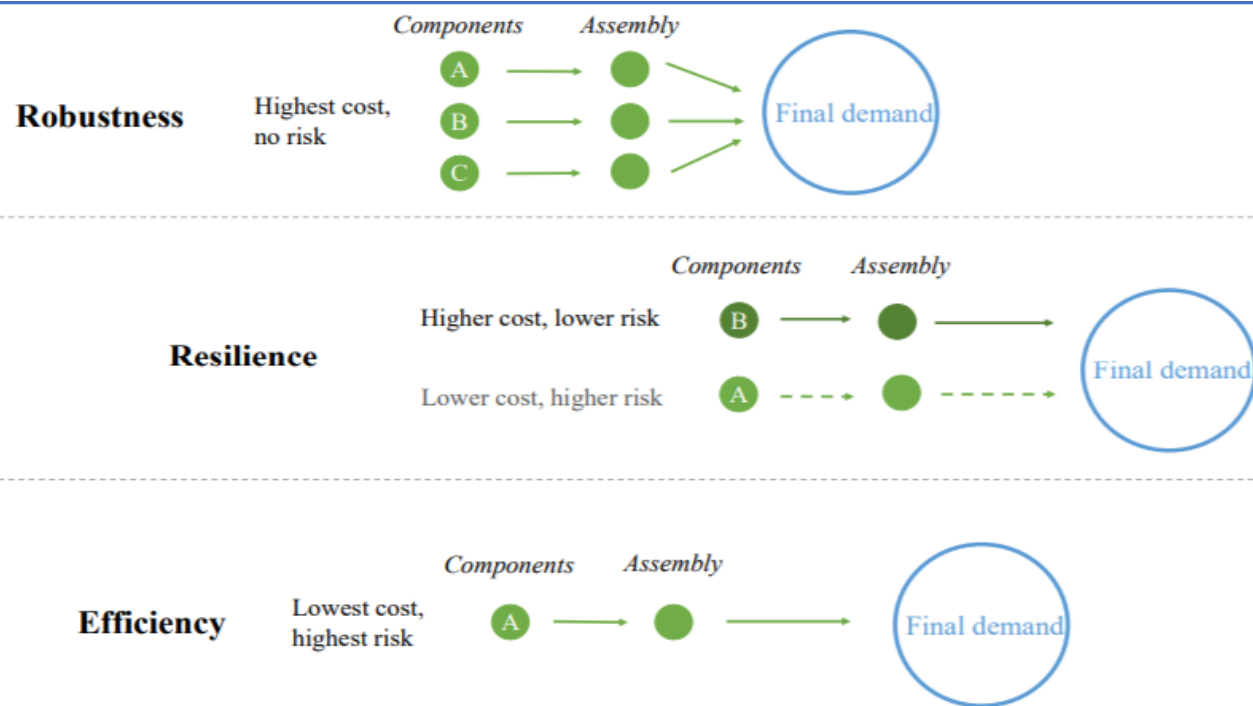 Components Assembly
A
Robustness
Highest cost,
no risk
B
Final demand
C
Components Assembly
Higher cost, lower risk
B
Resilience
Final demand
Lower cost, higher risk
A
Components Assembly
Efficiency
Lowest cost,
highest risk
A
Final demand